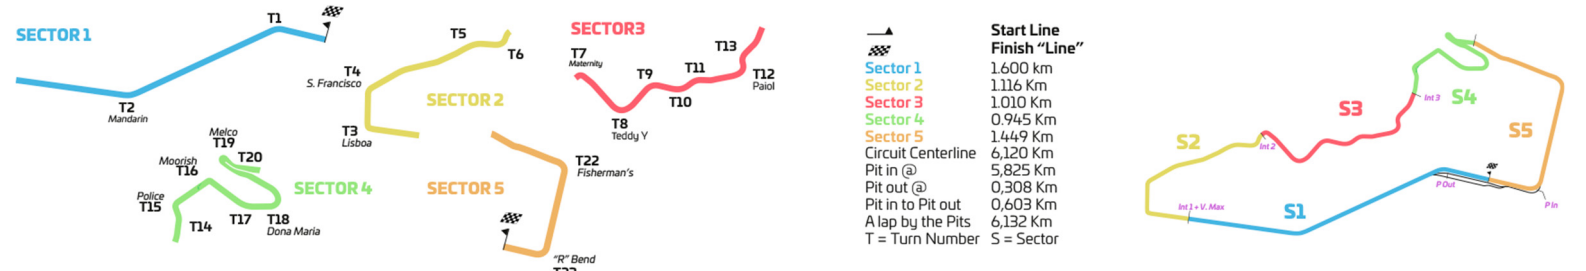 SECTOR 1
T1
T2
Mandarin
T5
T6
T4
S. Francisco
SECTOR 2
T3
Lisboa
SECTOR3
T7
Maternity
T13
T9
T11
T12
Paiol
T10
T8
Teddy Y
Melco
T19
T20
Moorish
T16
SECTOR 4
Police
T15
T14
T17
T18
Dona Maria
SECTOR 5
T22
Fisherman's
"R" Bend
Start Line
Finish "Line"
Sector 1 1.600 km
Sector 2 1.116 Km
Sector 3 1.010 Km
Sector 4 0.945 Km
Sector 5 1.449 Km
Circuit Centerline 6,120 Km
Pit in @ 5,825 Km
Pit out @ 0,308 Km
Pit in to Pit out 0,603 Km
A lap by the Pits 6,132 Km
T = Turn Number S = Sector
S4
Int 3
S3
S5
S2
Int 2
P Out
P In
Int 1 + V. Max
S1